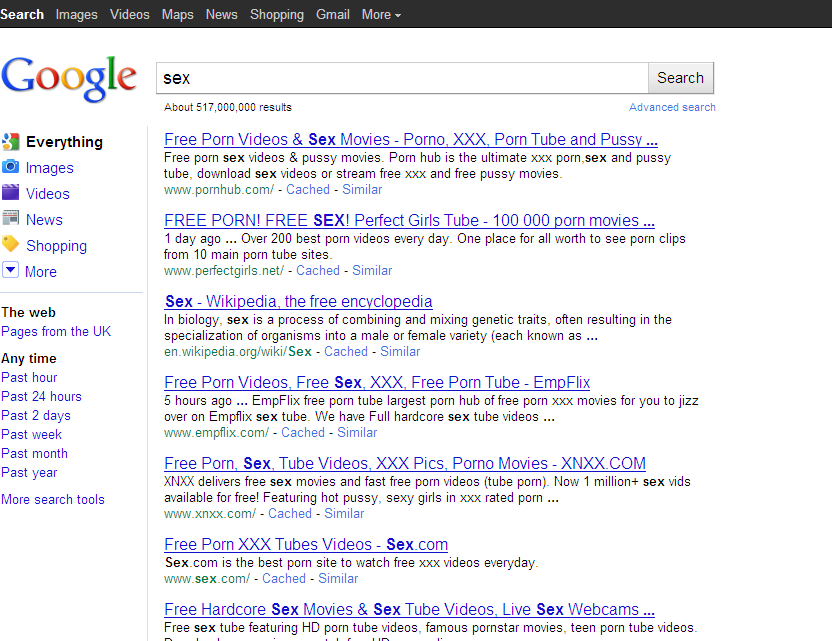 Search Images Videos Maps News Shopping Gmail More
Google
sex
Search
About 517,000,000 results
Advanced search
Everything
Images
Videos
News
Shopping
More
The web
Pages from the UK
Any time
Past hour
Past 24 hours
Past 2 days
Past week
Past month
Past year
More search tools
Free Porn Videos & Sex Movies - Porno, XXX, Porn Tube and Pussy ...
Free porn sex videos & pussy movies. Porn hub is the ultimate xxx porn,sex and pussy
tube, download sex videos or stream free xxx and free pussy movies.
www.pornhub.com/ - Cached - Similar
FREE PORN! FREE SEX! Perfect Girls Tube - 100 000 porn movies ...
1 day ago ... Over 200 best porn videos every day. One place for all worth to see porn clips
from 10 main porn tube sites.
www.perfectgirls.net/ - Cached - Similar
Sex - Wikipedia, the free encyclopedia
In biology, sex is a process of combining and mixing genetic traits, often resulting in the
specialization of organisms into a male or female variety (each known as ...
en.wikipedia.org/wiki/Sex - Cached - Similar
Free Porn Videos, Free Sex, XXX, Free Porn Tube - EmpFlix
5 hours ago ... EmpFlix free porn tube largest porn hub of free porn xxx movies for you to jizz
over on Empflix sex tube. We have Full hardcore sex tube videos ...
www.empflix.com/ - Cached - Similar
Free Porn, Sex, Tube Videos, XXX Pics, Porno Movies - XNXX.COM
XNXX delivers free sex movies and fast free porn videos (tube porn). Now 1 million+ sex vids
available for free! Featuring hot pussy, sexy girls in xxx rated porn ...
www.xnxx.com/ - Cached - Similar
Free Porn XXX Tubes Videos - Sex.com
Sex.com is the best porn site to watch free xxx videos everyday.
www.sex.com/ - Cached - Similar
Free Hardcore Sex Movies & Sex Tube Videos, Live Sex Webcams ...
Free sex tube featuring HD porn tube videos, famous pornstar movies, teen porn tube videos.